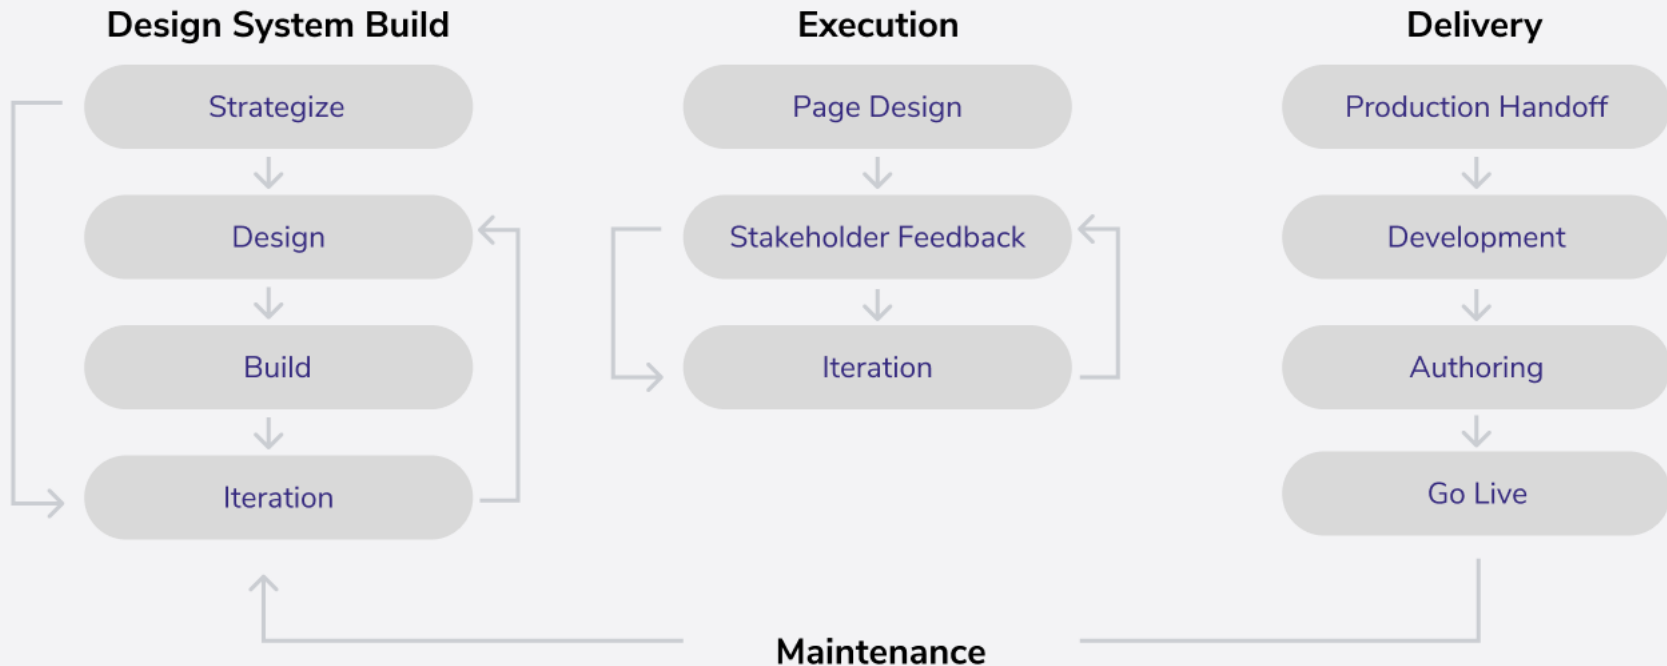 Design System Build
Strategize
Design
Build
Iteration
Execution
Page Design
Stakeholder Feedback
Iteration
Delivery
Production Handoff
Development
Authoring
Go Live
Maintenance